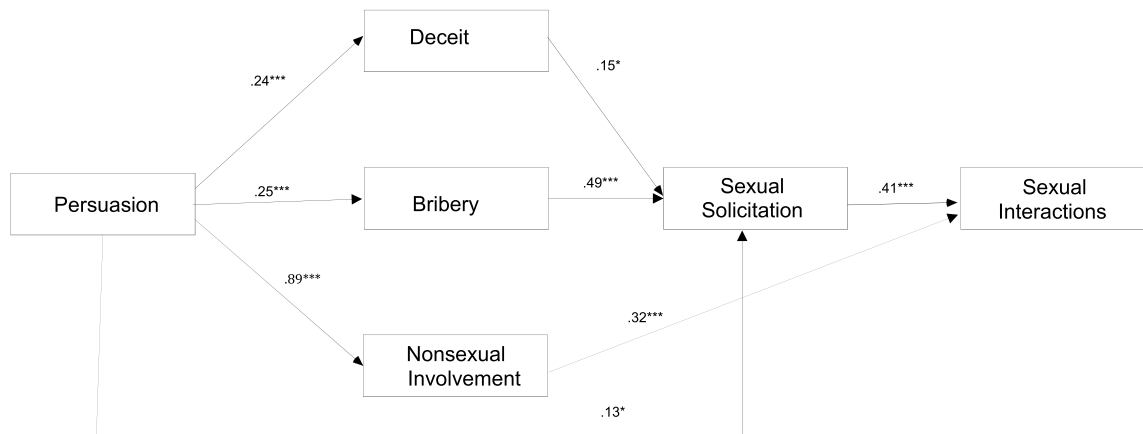 Deceit
.24***
.15*
Persuasion
.25***
Bribery
.49***
Sexual
Solicitation
.41***
Sexual
Interactions
.89***
.32***
Nonsexual
Involvement
.13*